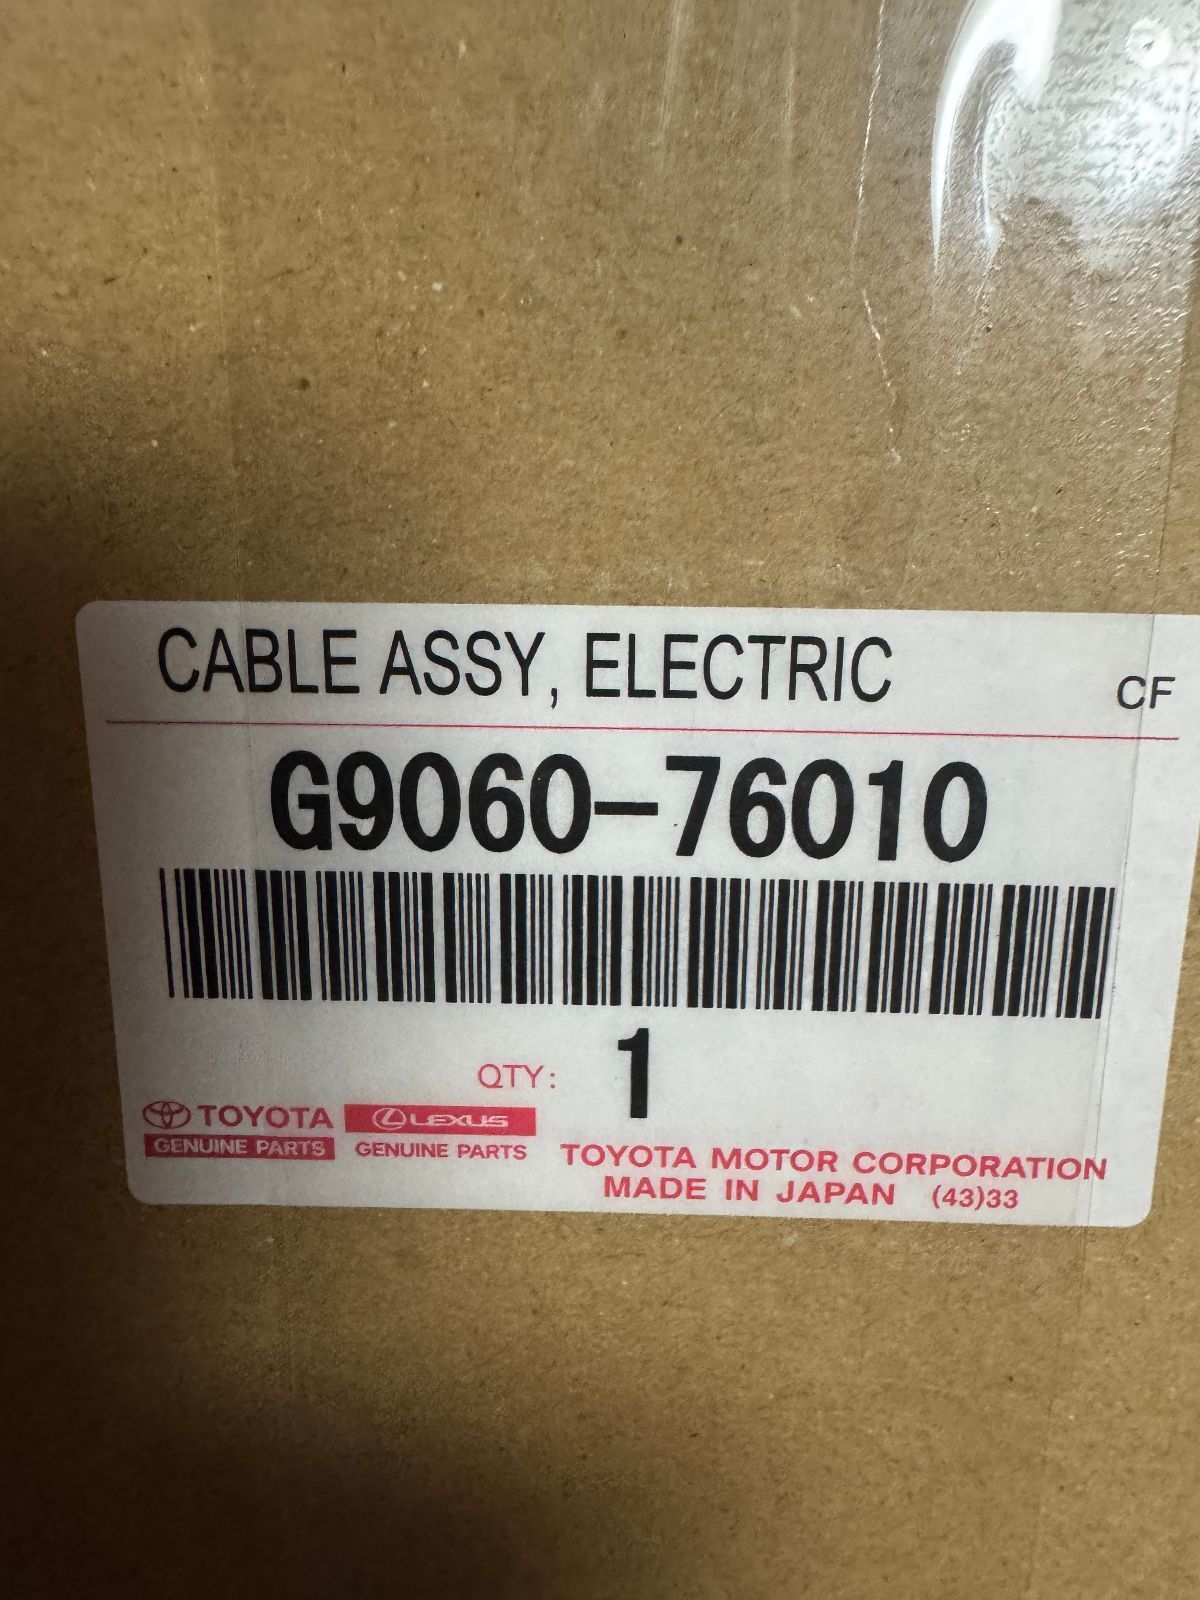 CABLE ASSY, ELECTRIC CF
G9060-76010
QTY: 1
TOYOTA LEXUS
GENUINE PARTS GENUINE PARTS
TOYOTA MOTOR CORPORATION
MADE IN JAPAN (43)33